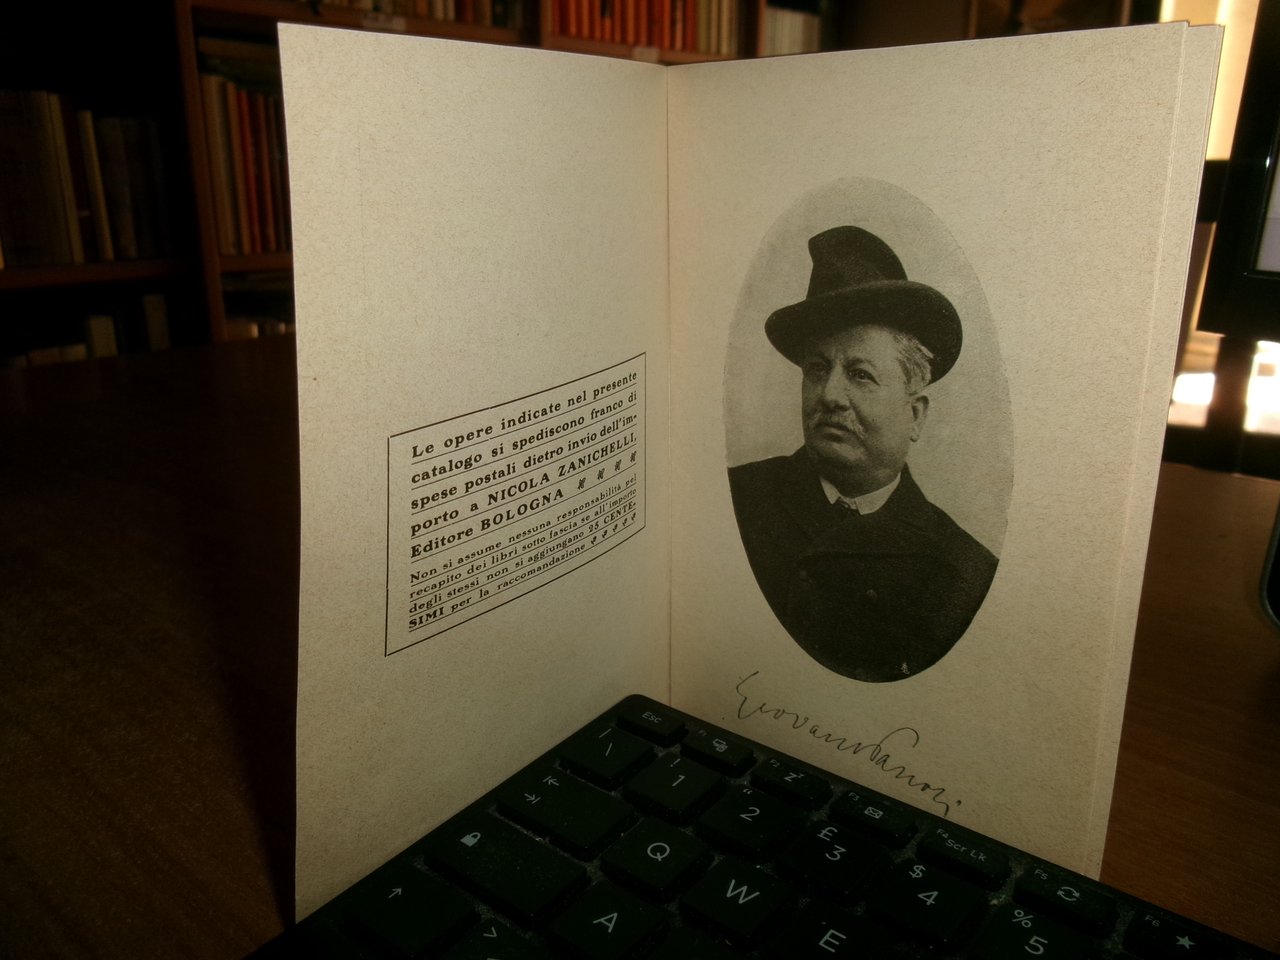 Le opere indicate nel presente
catalogo si spediscono franco di
spese postali dietro invio dell'im-
porto a NICOLA ZANICHELLI,
Editore BOLOGNA
Non si assume nessuna responsabilità pel
recapito dei libri sotto fascia se all'importo
degli stessi non si aggiungano 25 CENTE-
SIMI per la raccomandazione
Giovanni Pascoli
Esc
F1
F2
F3
F4 Scr Lk
F5
F6
| \
! 1
" 2
£ 3
$ 4
% 5
Q
W
E
A
>